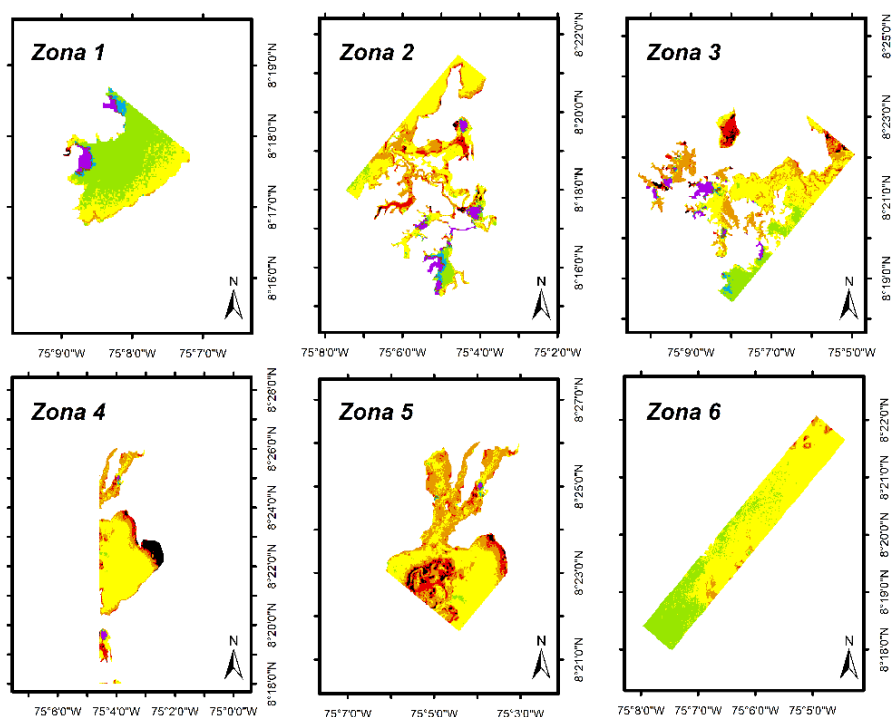 Zona 1
8°19'0"N
8°18'0"N
8°17'0"N
8°16'0"N
N
75°9'0"W 75°8'0"W 75°7'0"W
Zona 2
8°22'0"N
8°20'0"N
8°18'0"N
8°16'0"N
N
75°8'0"W 75°6'0"W 75°4'0"W 75°2'0"W
Zona 3
8°25'0"N
8°23'0"N
8°21'0"N
8°19'0"N
N
75°9'0"W 75°7'0"W 75°5'0"W
Zona 4
8°28'0"N
8°26'0"N
8°24'0"N
8°22'0"N
8°20'0"N
8°18'0"N
N
75°6'0"W 75°4'0"W 75°2'0"W 75°0'0"W
Zona 5
8°27'0"N
8°25'0"N
8°23'0"N
8°21'0"N
N
75°7'0"W 75°5'0"W 75°3'0"W
Zona 6
8°22'0"N
8°21'0"N
8°20'0"N
8°19'0"N
8°18'0"N
N
75°8'0"W 75°7'0"W 75°6'0"W 75°5'0"W